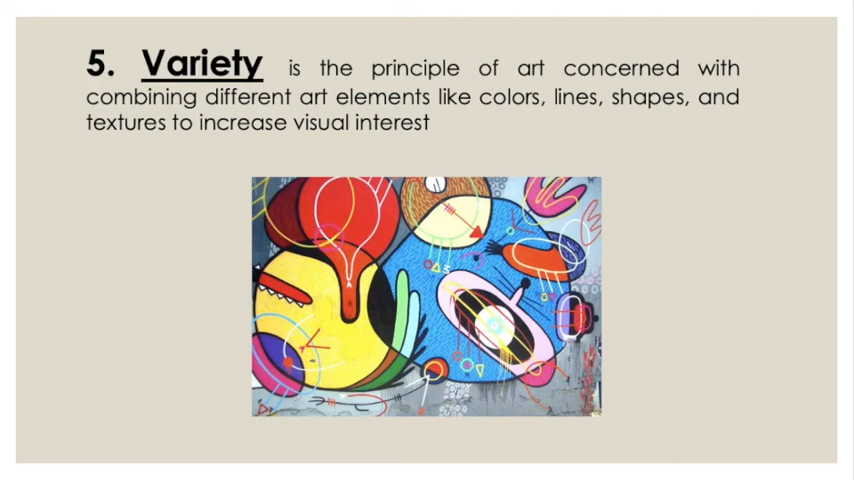 5. Variety is the principle of art concerned with
combining different art elements like colors, lines, shapes, and
textures to increase visual interest